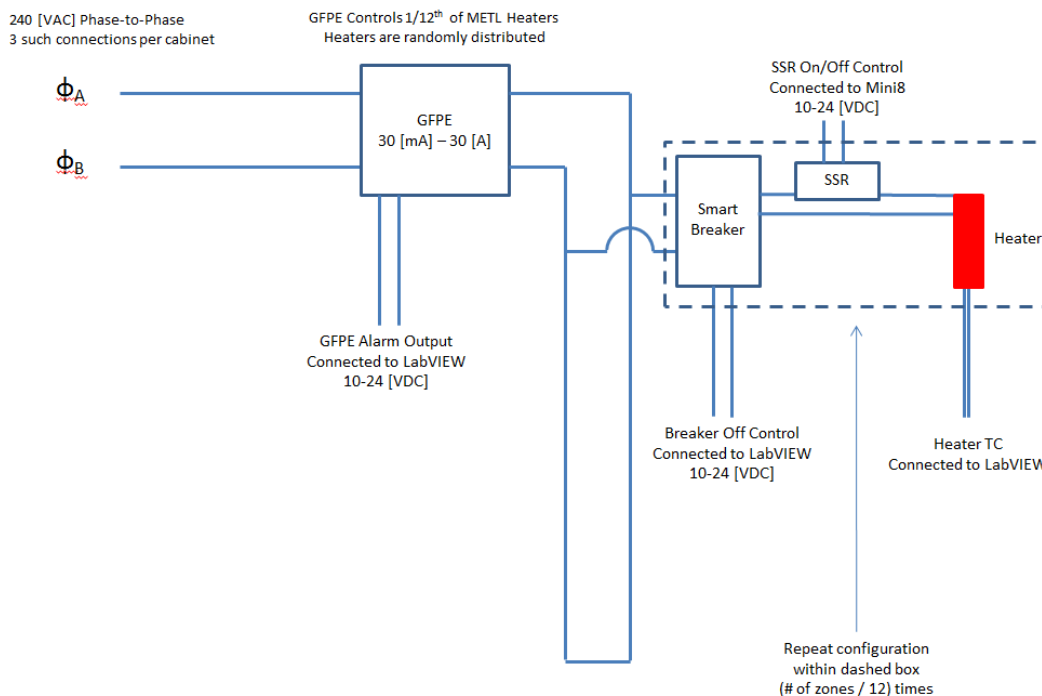 240 [VAC] Phase-to-Phase
3 such connections per cabinet
GFPE Controls 1/12th of METL Heaters
Heaters are randomly distributed
ΦA
ΦB
GFPE
30 [mA] – 30 [A]
SSR On/Off Control
Connected to Mini8
10-24 [VDC]
SSR
Smart
Breaker
Heater
GFPE Alarm Output
Connected to LabVIEW
10-24 [VDC]
Breaker Off Control
Connected to LabVIEW
10-24 [VDC]
Heater TC
Connected to LabVIEW
Repeat configuration
within dashed box
(# of zones / 12) times